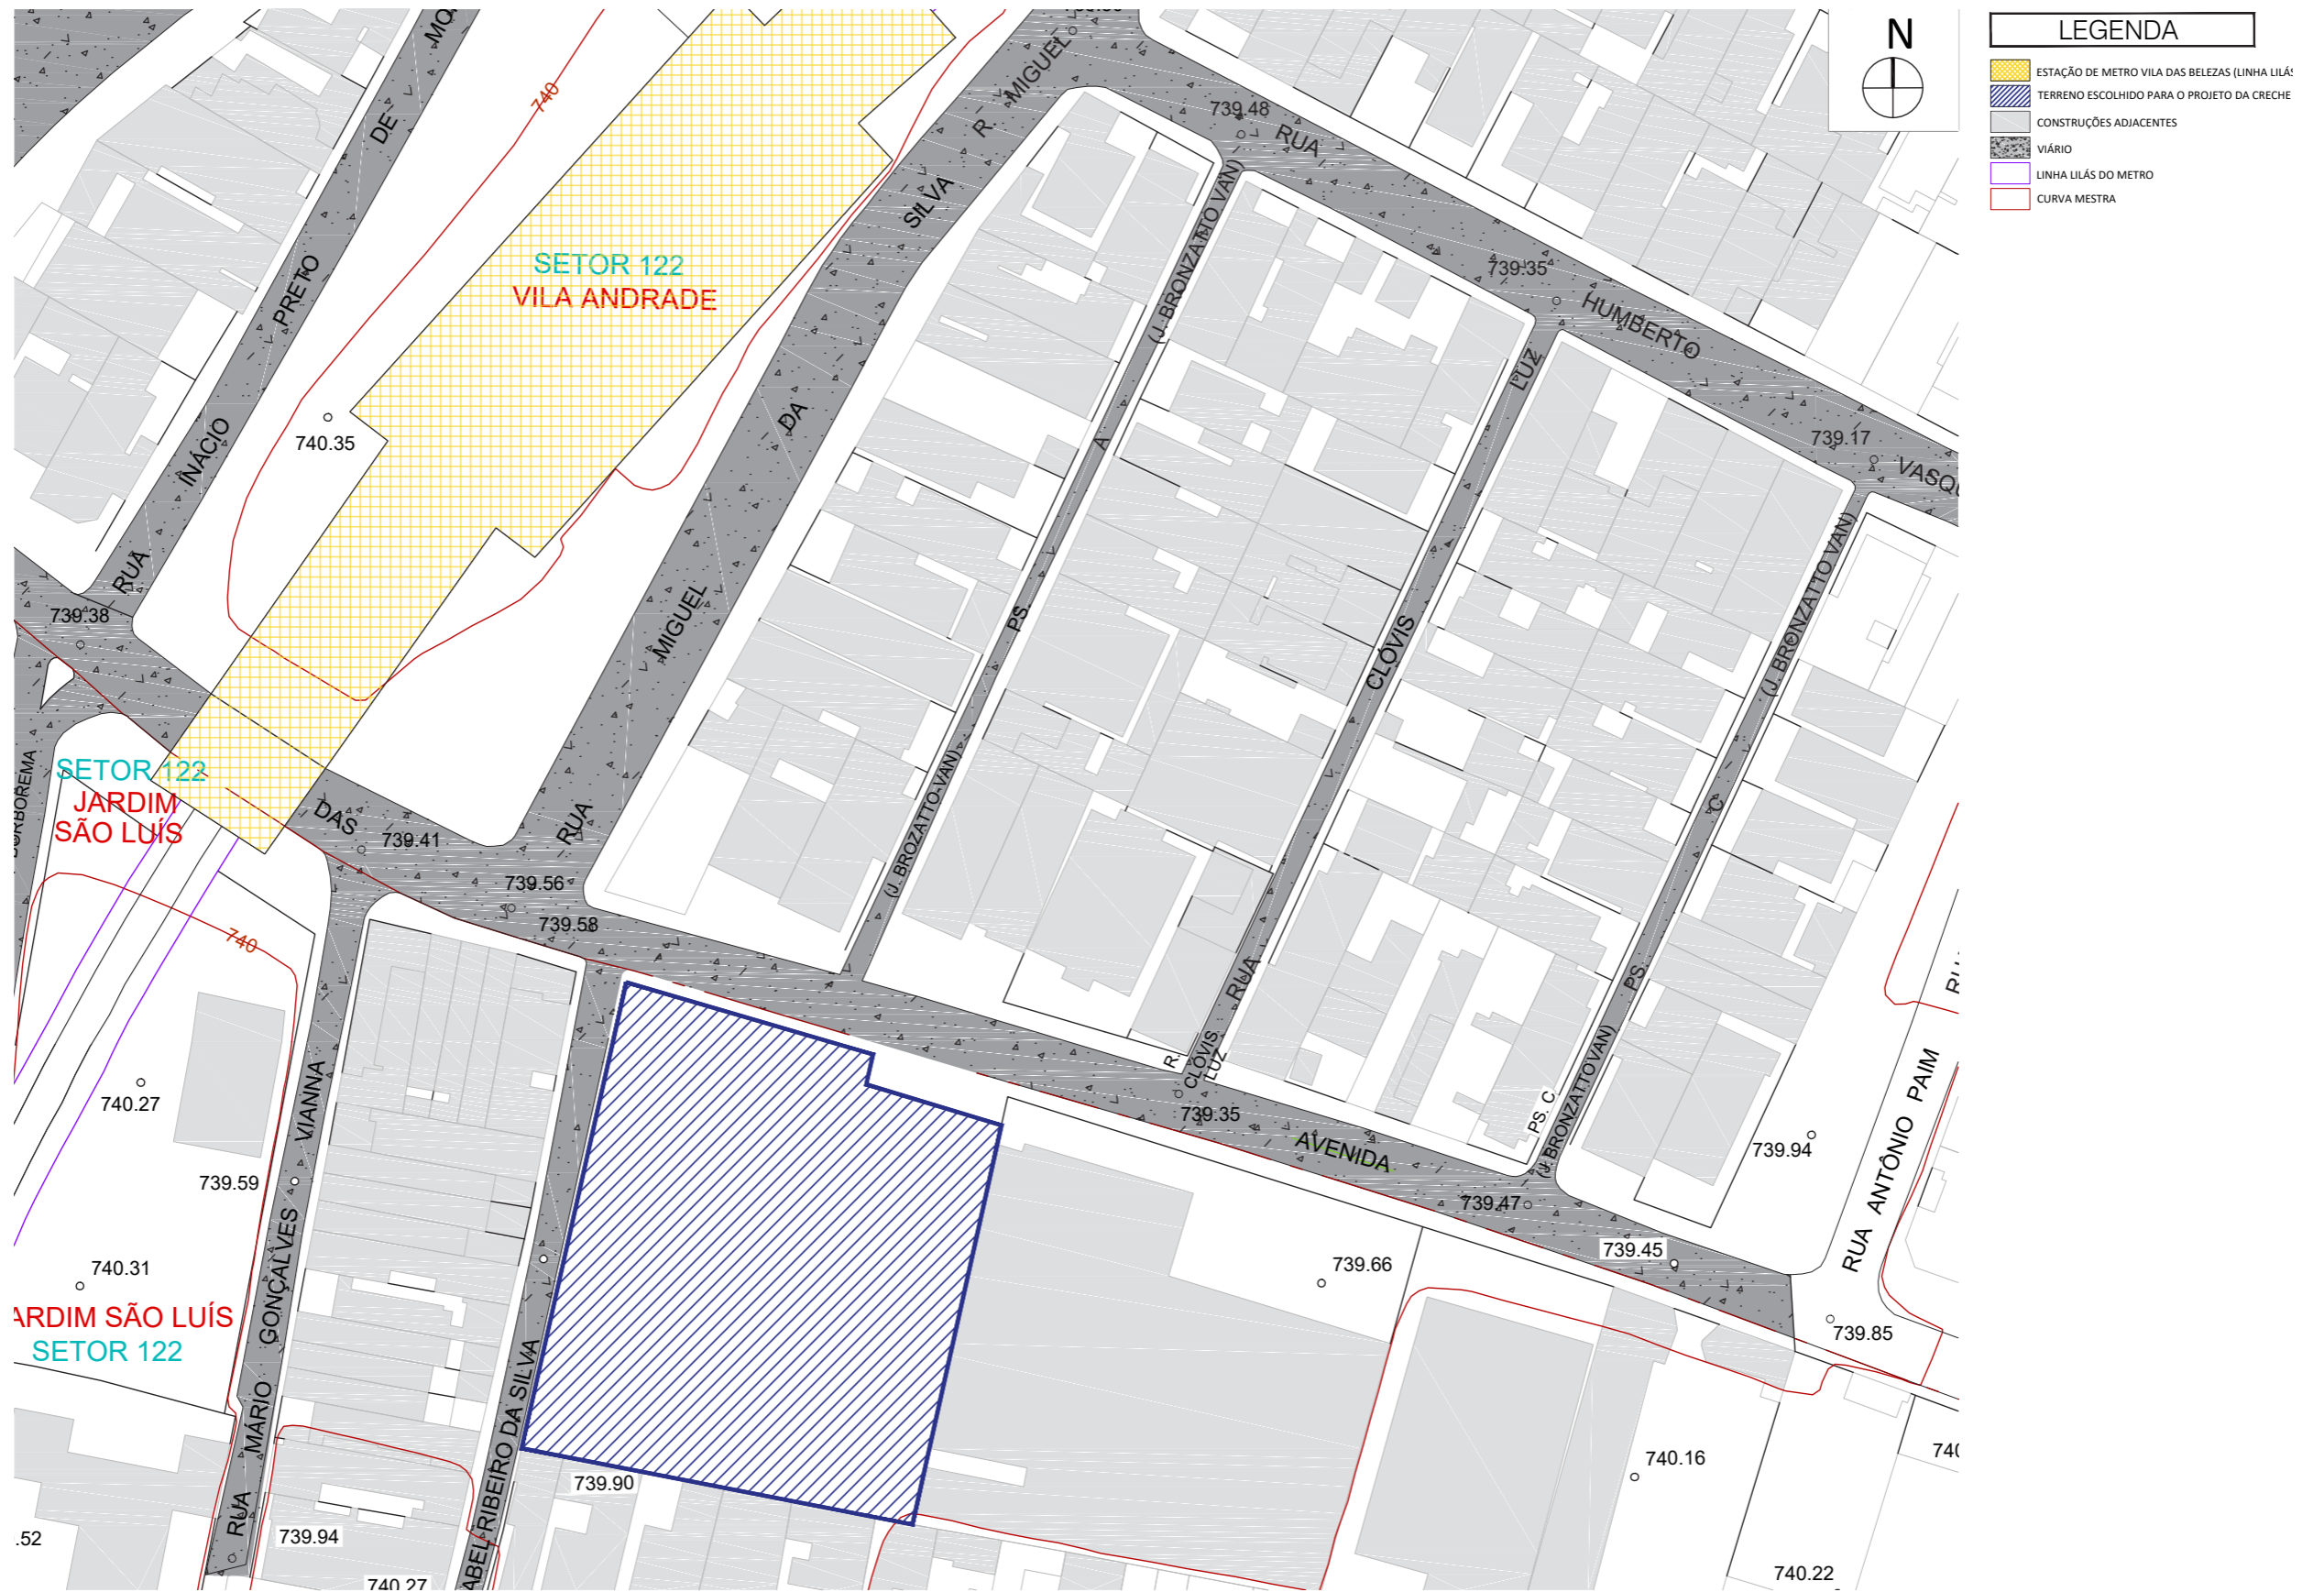 LEGENDA
ESTAÇÃO DE METRO VILA DAS BELEZAS (LINHA LILÁS
TERRENO ESCOLHIDO PARA O PROJETO DA CRECHE
CONSTRUÇÕES ADJACENTES
VIÁRIO
LINHA LILÁS DO METRO
CURVA MESTRA
N
740
R. MIGUEL
739.48
RUA
HUMBERTO
739.35
739.17
SETOR 122
VILA ANDRADE
RUA INÁCIO PRETO DE
740.35
739.38
RUA MIGUEL DA SILVA
PS. A (J. BRONZATTO VAN)
(J. BROZATTO VAN)
RUA CLÓVIS LUZ
PS. C (J. BRONZATTO VAN)
SETOR 122
JARDIM
SÃO LUÍS
DAS
739.41
739.56
739.58
740
R.
CLÓVIS
LUZ
739.35
AVENIDA
PS. C.
(J. BRONZATTOVAN)
739.47
739.45
739.94
RUA ANTÔNIO PAIM
739.85
740.27
739.59
740.31
ARDIM SÃO LUÍS
SETOR 122
RUA MÁRIO GONÇALVES VIANNA
ABEL RIBEIRO DA SILVA
739.66
739.90
740.16
.52
739.94
740.27
740.22